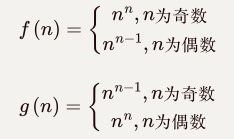 f(n) = { n^n, n为奇数
n^{n-1}, n为偶数
g(n) = { n^{n-1}, n为奇数
n^n, n为偶数